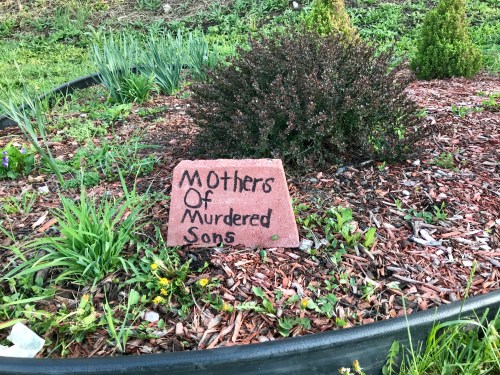 MOthers
Of
Murdered
Sons